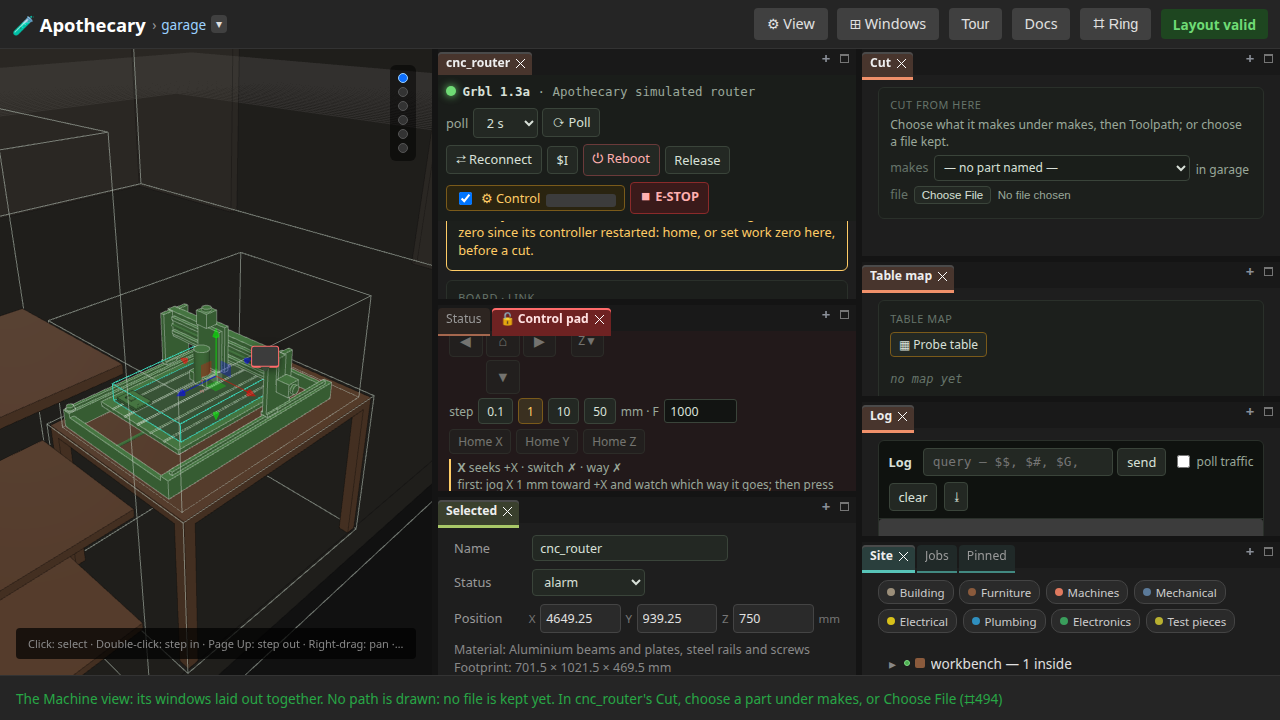 🧪 Apothecary › garage ▾
⚙ View
⊞ Windows
Tour
Docs
⌗ Ring
Layout valid
Click: select · Double-click: step in · Page Up: step out · Right-drag: pan ·…
cnc_router
Grbl 1.3a · Apothecary simulated router
poll 2 s ⟳ Poll
⇄ Reconnect $I ⏻ Reboot Release
⚙ Control ■ E-STOP
zero since its controller restarted: home, or set work zero here,
before a cut.
BOARD · LINK
Status 🔓 Control pad
◀ ⌂ ▶ Z▼
▼
step 0.1 1 10 50 mm · F 1000
Home X Home Y Home Z
X seeks +X · switch ✗ · way ✗
first: jog X 1 mm toward +X and watch which way it goes; then press
Selected
Name cnc_router
Status alarm
Position X 4649.25 Y 939.25 Z 750 mm
Material: Aluminium beams and plates, steel rails and screws
Footprint: 701.5 × 1021.5 × 469.5 mm
Cut
CUT FROM HERE
Choose what it makes under makes, then Toolpath; or choose
a file kept.
makes — no part named — in garage
file Choose File No file chosen
Table map
TABLE MAP
▦ Probe table
no map yet
Log
Log query — $$, $#, $G, send poll traffic
clear ⤓
Site Jobs Pinned
Building Furniture Machines Mechanical
Electrical Plumbing Electronics Test pieces
▸ workbench — 1 inside
The Machine view: its windows laid out together. No path is drawn: no file is kept yet. In cnc_router's Cut, choose a part under makes, or Choose File (⌗494)